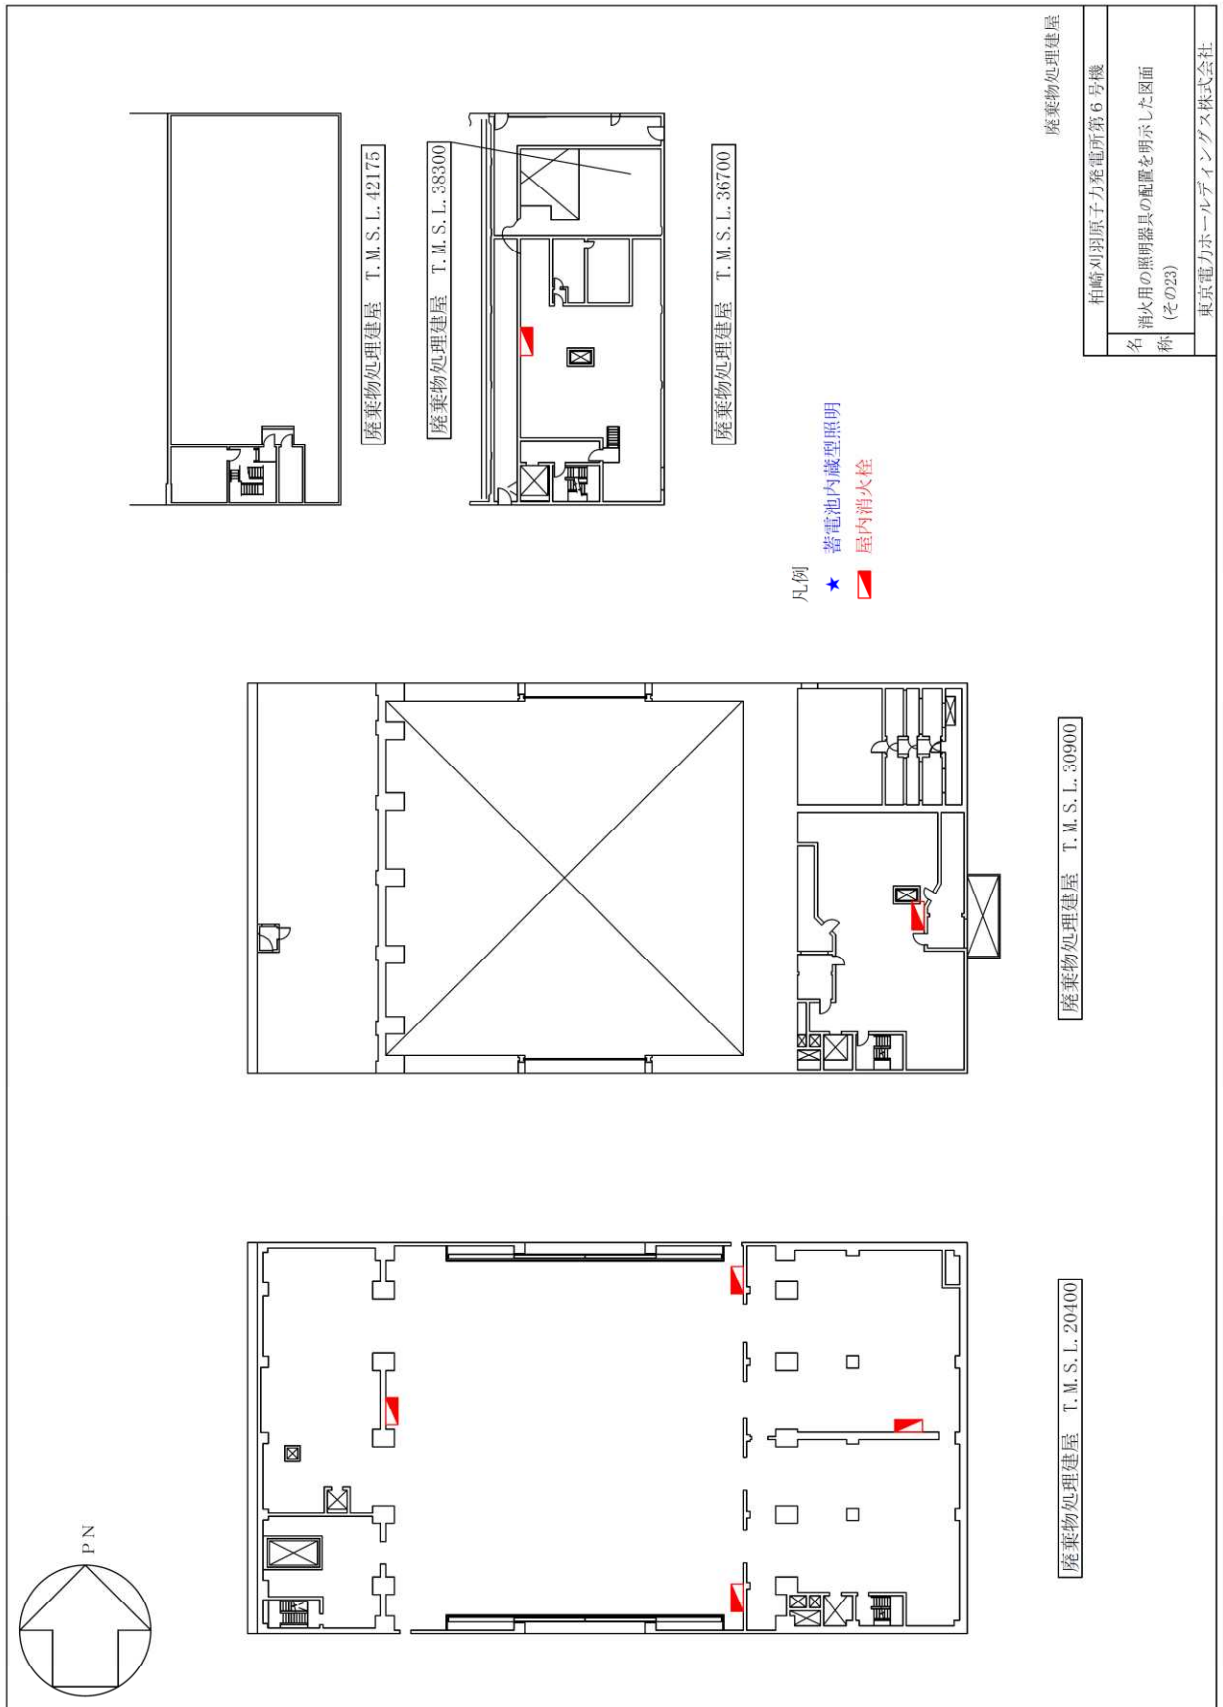 廃棄物処理建屋 T.M.S.L.42175
廃棄物処理建屋 T.M.S.L.38300
廃棄物処理建屋 T.M.S.L.36700
凡例
★ 蓄電池内蔵型照明
屋内消火栓
廃棄物処理建屋 T.M.S.L.30900
廃棄物処理建屋 T.M.S.L.20400
PN
廃棄物処理建屋
柏崎刈羽原子力発電所第6号機
名称
消火用の照明器具の配置を明示した図面
(その23)
東京電力ホールディングス株式会社